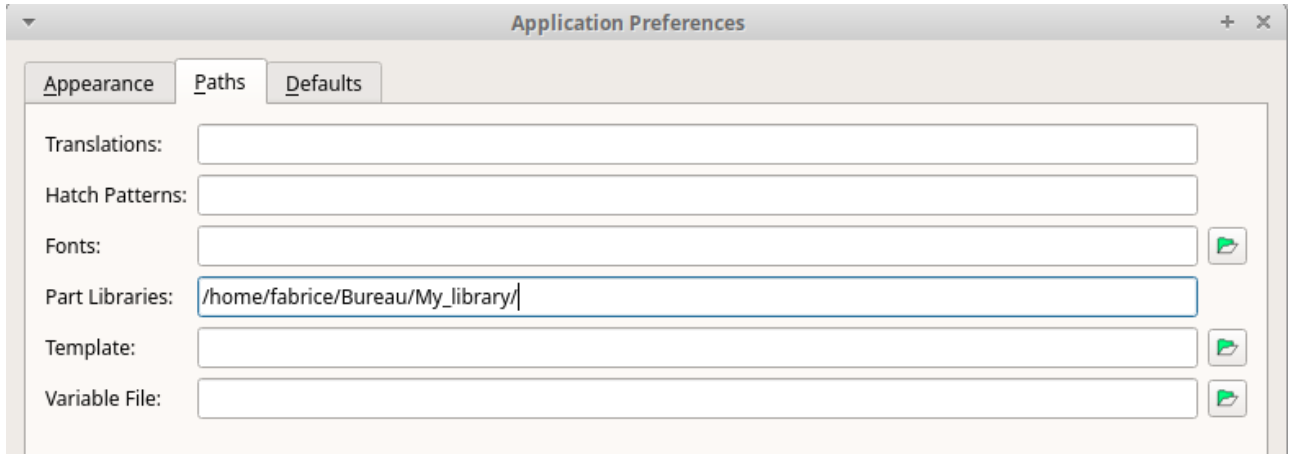 Application Preferences
Appearance Paths Defaults
Translations:
Hatch Patterns:
Fonts:
Part Libraries: /home/fabrice/Bureau/My_library/
Template:
Variable File: